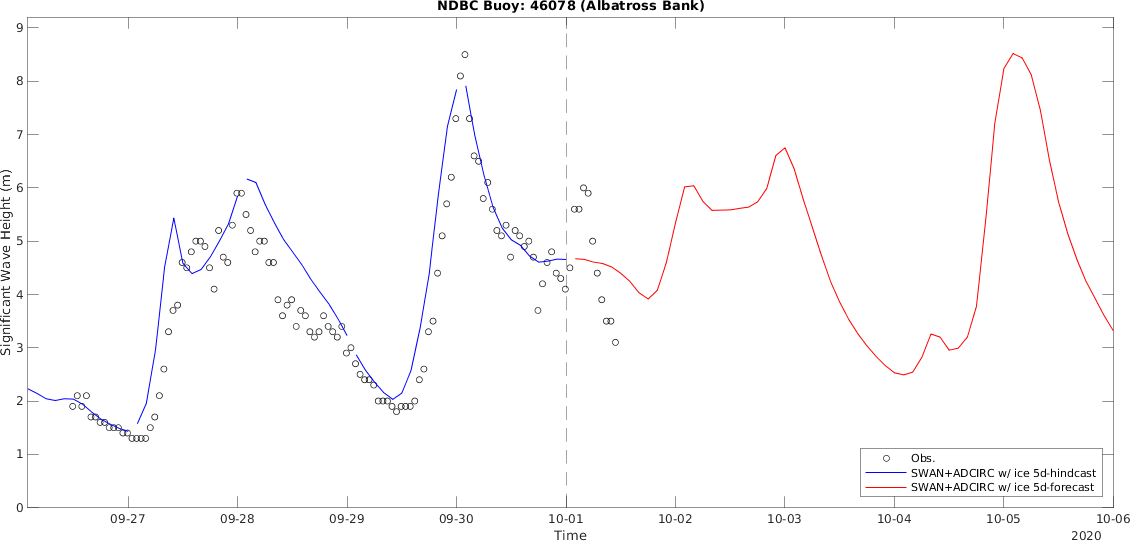 NDBC Buoy: 46078 (Albatross Bank)
9
8
7
6
5
4
3
2
1
0
Significant Wave Height (m)
Obs.
SWAN+ADCIRC w/ ice 5d-hindcast
SWAN+ADCIRC w/ ice 5d-forecast
09-27 09-28 09-29 09-30 10-01 10-02 10-03 10-04 10-05 10-06
Time
2020